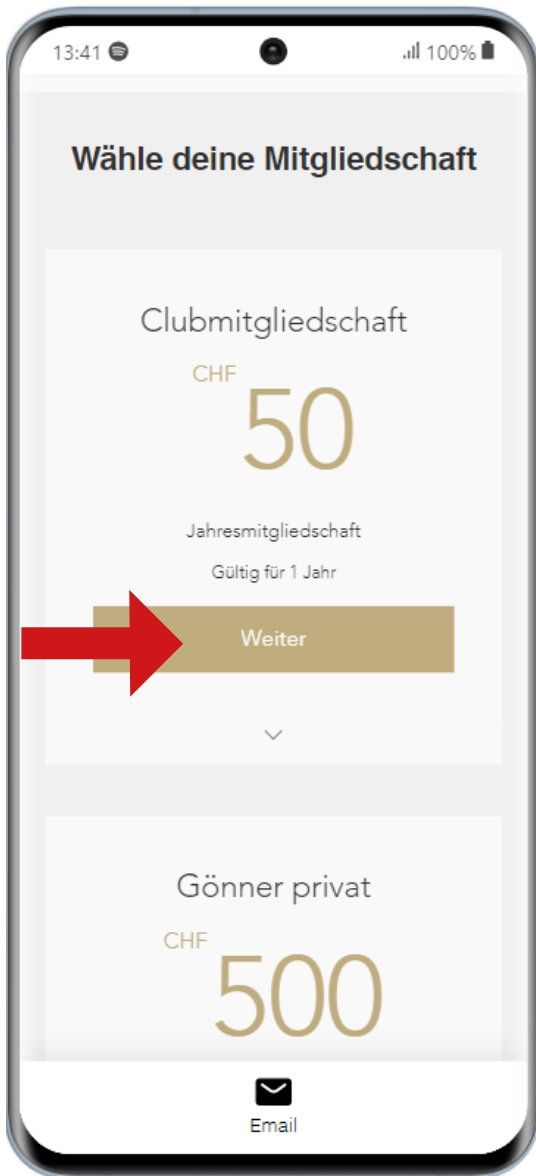 13:41
100%
Wähle deine Mitgliedschaft
Clubmitgliedschaft
CHF
50
Jahresmitgliedschaft
Gültig für 1 Jahr
Weiter
Gönner privat
CHF
500
Email